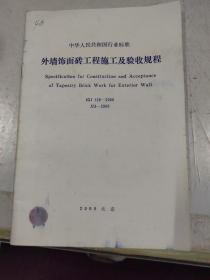 中华人民共和国行业标准
外墙饰面砖工程施工及验收规程
Specification for Construction and Acceptance
of Tapestry Brick Work for Exterior Wall
JGJ 126-2000
J23-2000
2000 北京